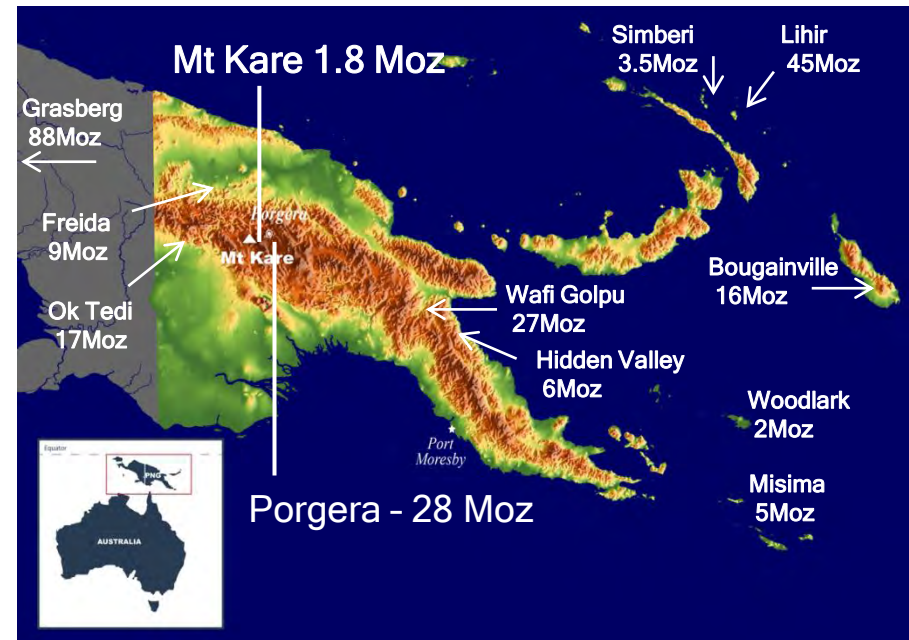 Simberi
3.5Moz
Lihir
45Moz
Mt Kare 1.8 Moz
Grasberg
88Moz
Freida
9Moz
Porgera
Mt Kare
Ok Tedi
17Moz
Bougainville
16Moz
Wafi Golpu
27Moz
Hidden Valley
6Moz
Woodlark
2Moz
Port
Moresby
Misima
5Moz
Porgera - 28 Moz
Equator
PNG
AUSTRALIA